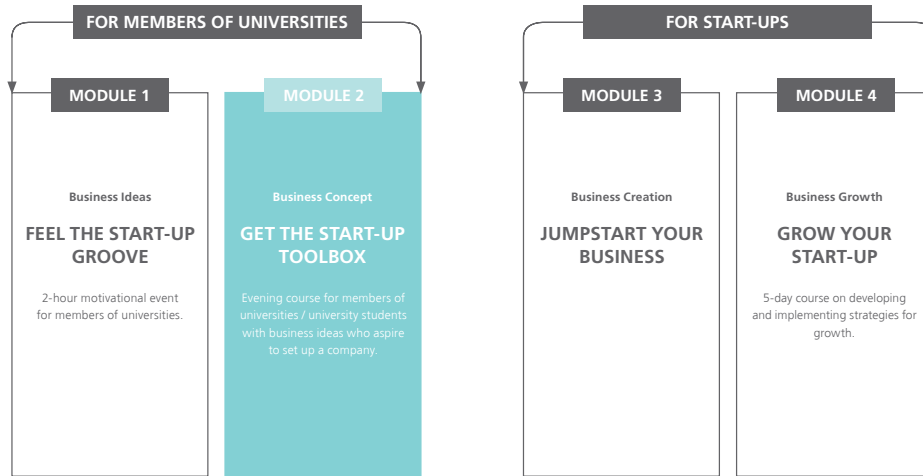 FOR MEMBERS OF UNIVERSITIES
MODULE 1
Business Ideas
FEEL THE START-UP
GROOVE
2-hour motivational event
for members of universities.
MODULE 2
Business Concept
GET THE START-UP
TOOLBOX
Evening course for members of
universities / university students
with business ideas who aspire
to set up a company.
FOR START-UPS
MODULE 3
Business Creation
JUMPSTART YOUR
BUSINESS
MODULE 4
Business Growth
GROW YOUR
START-UP
5-day course on developing
and implementing strategies for
growth.